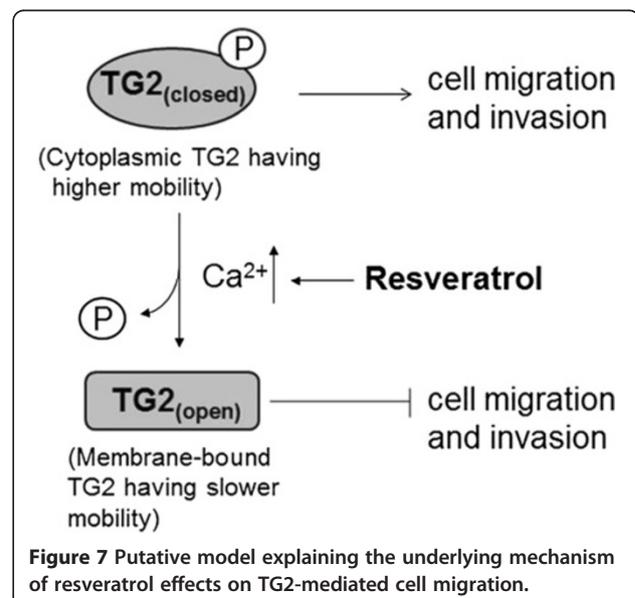 P
TG2(closed)
cell migration
and invasion
(Cytoplasmic TG2 having
higher mobility)
Ca2+
Resveratrol
P
TG2(open)
cell migration
and invasion
(Membrane-bound
TG2 having slower
mobility)
Figure 7 Putative model explaining the underlying mechanism
of resveratrol effects on TG2-mediated cell migration.